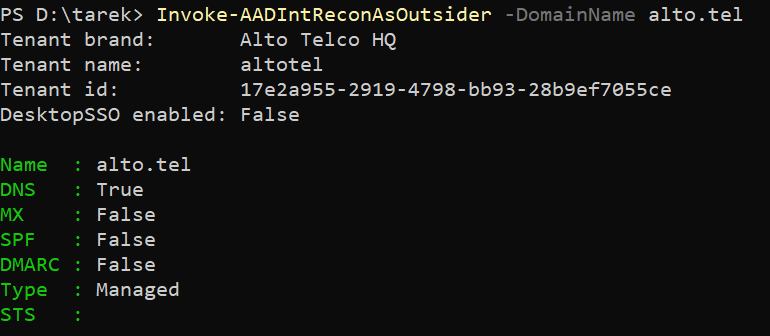 PS D:\tarek> Invoke-AADIntReconAsOutsider -DomainName alto.tel
Tenant brand:       Alto Telco HQ
Tenant name:        altotel
Tenant id:          17e2a955-2919-4798-bb93-28b9ef7055ce
DesktopSSO enabled: False
Name  : alto.tel
DNS   : True
MX    : False
SPF   : False
DMARC : False
Type  : Managed
STS   :